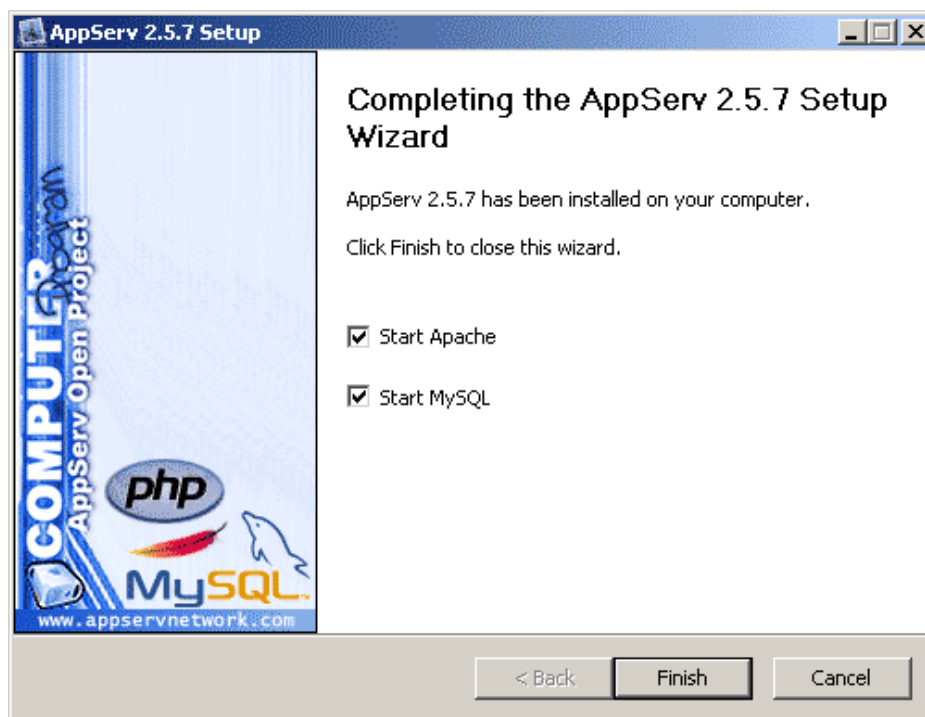 AppServ 2.5.7 Setup
Completing the AppServ 2.5.7 Setup
Wizard
AppServ 2.5.7 has been installed on your computer.
Click Finish to close this wizard.
Start Apache
Start MySQL
COMPUTER
Program
AppServ Open Project
php
MySQL
www.appservnetwork.com
< Back
Finish
Cancel